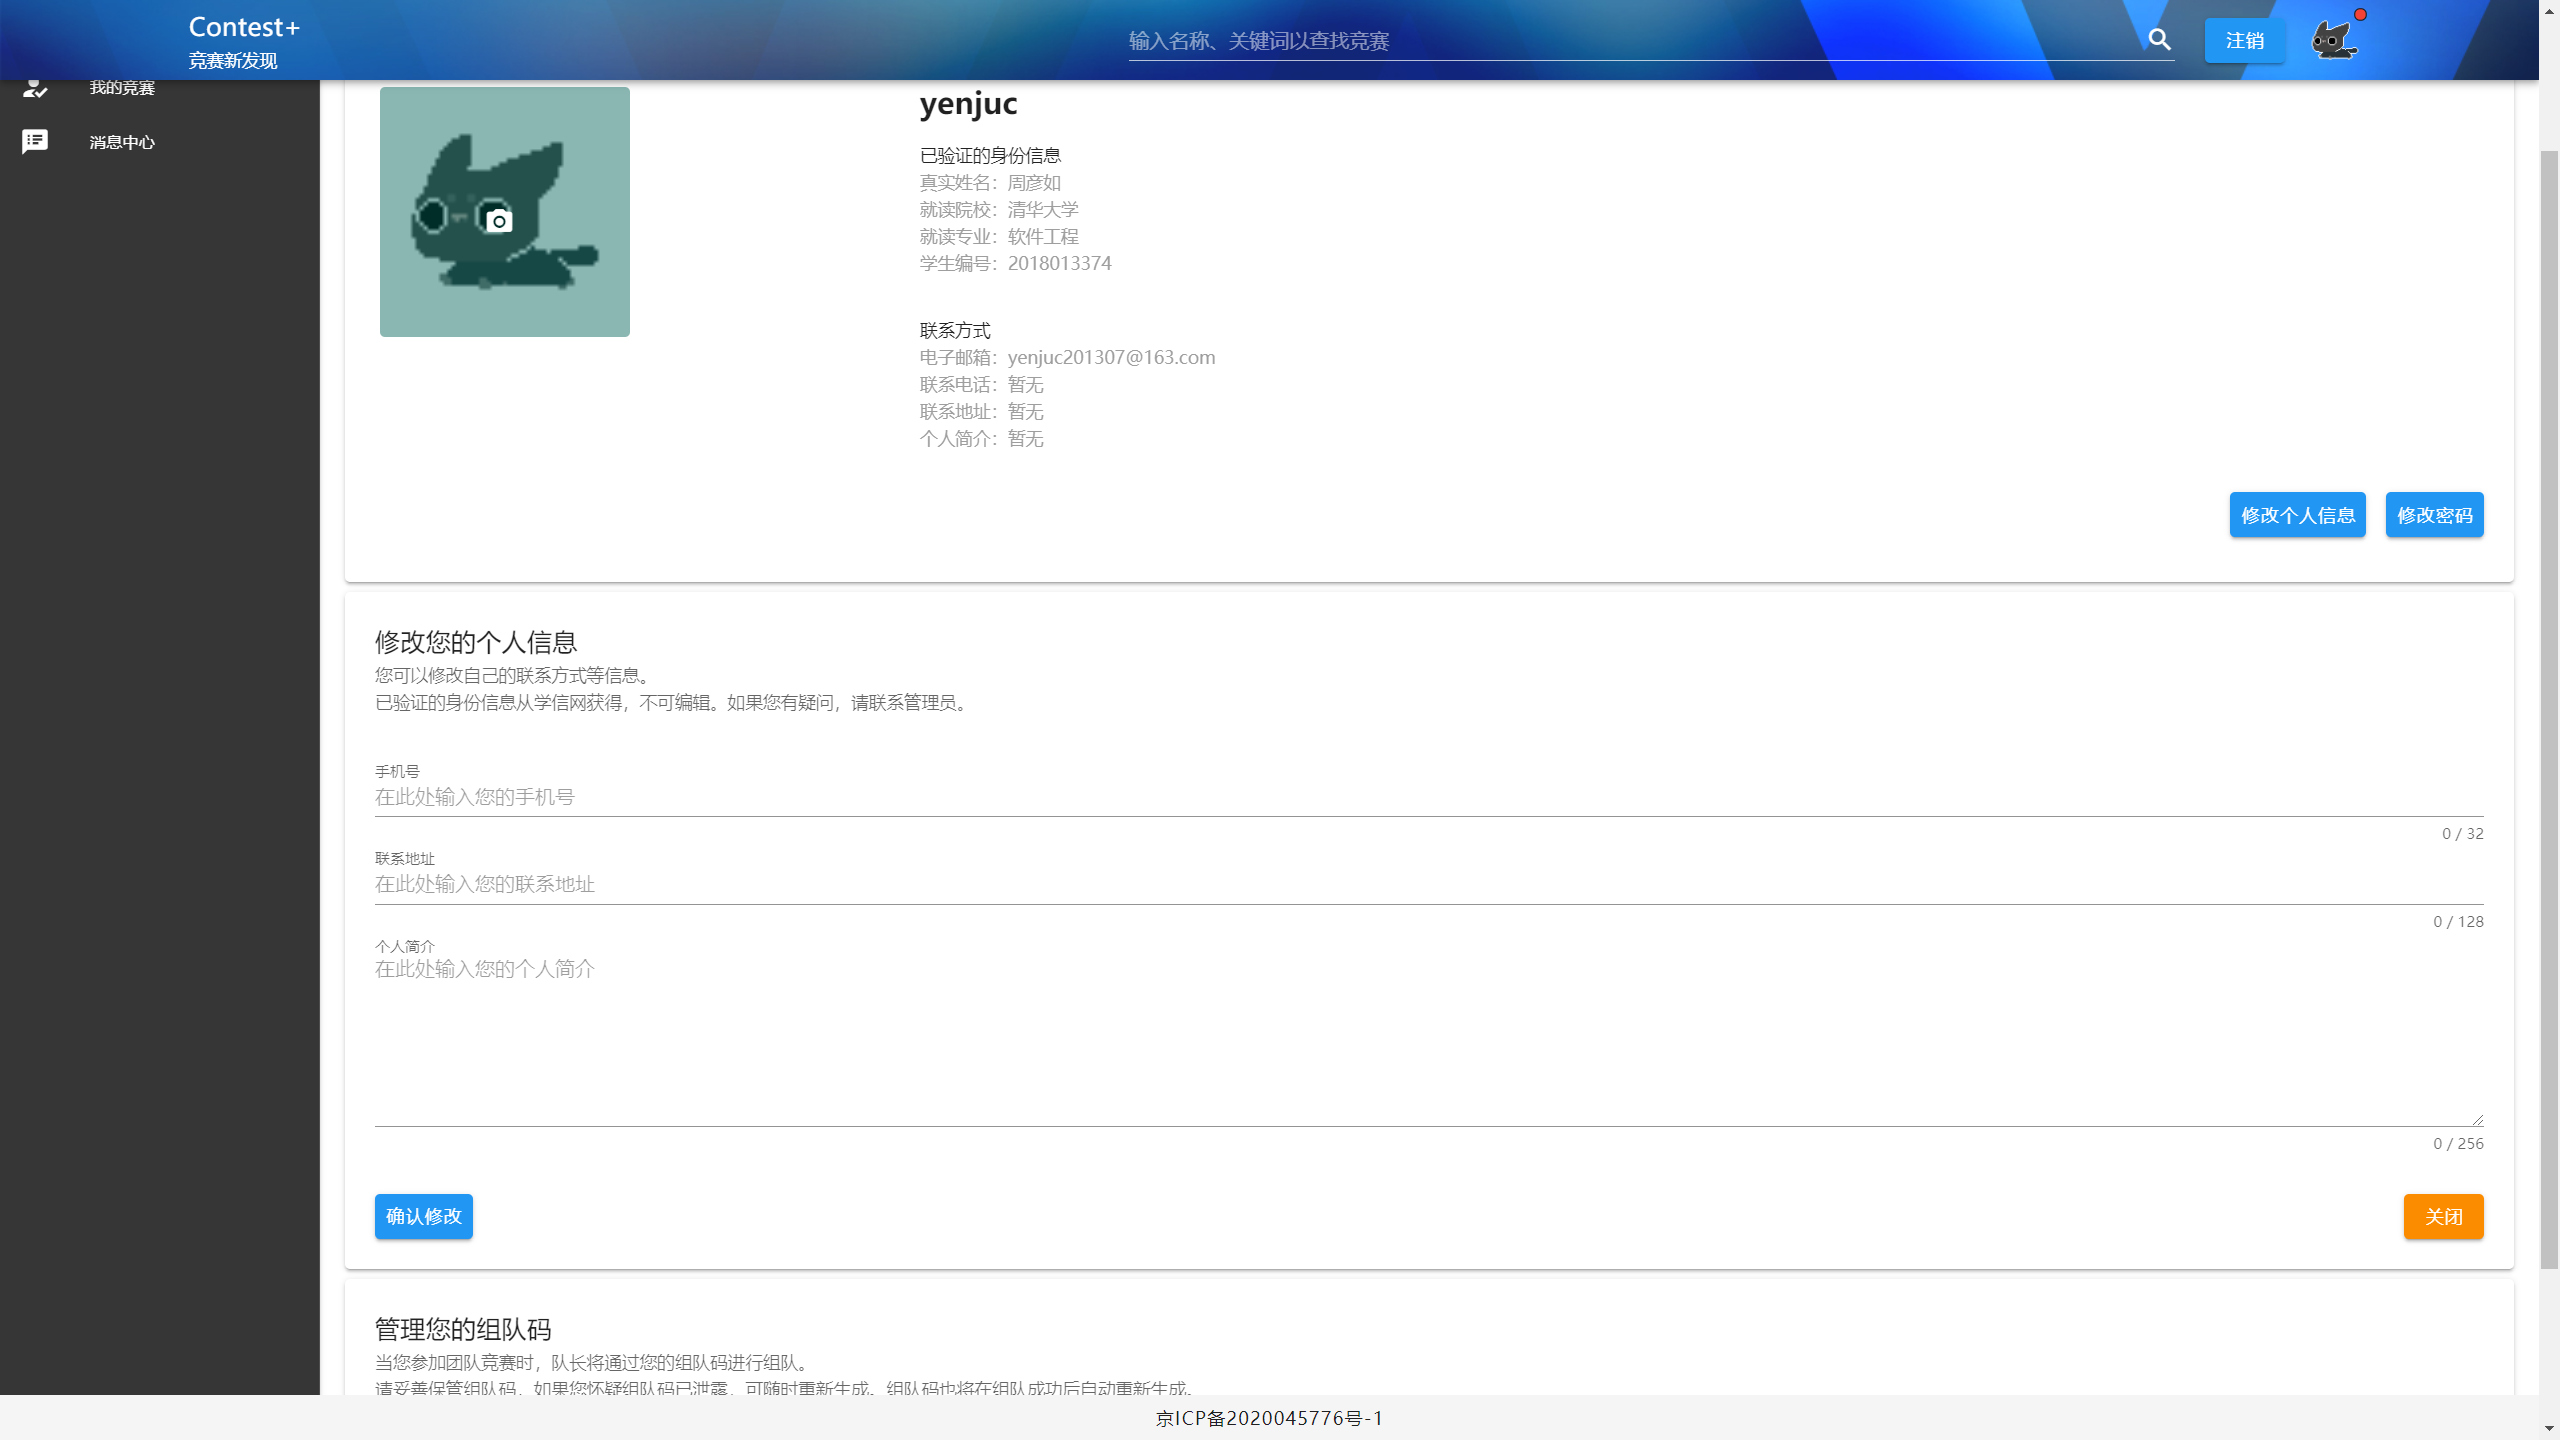 Contest+
竞赛新发现
输入名称、关键词以查找竞赛
注销
我的竞赛
消息中心
yenjuc
已验证的身份信息
真实姓名：周彦如
就读院校：清华大学
就读专业：软件工程
学生编号：2018013374
联系方式
电子邮箱：yenjuc201307@163.com
联系电话：暂无
联系地址：暂无
个人简介：暂无
修改个人信息
修改密码
修改您的个人信息
您可以修改自己的联系方式等信息。
已验证的身份信息从学信网获得，不可编辑。如果您有疑问，请联系管理员。
手机号
在此处输入您的手机号
0 / 32
联系地址
在此处输入您的联系地址
0 / 128
个人简介
在此处输入您的个人简介
0 / 256
确认修改
关闭
管理您的组队码
当您参加团队竞赛时，队长将通过您的组队码进行组队。
请妥善保管组队码，如果您怀疑组队码已泄露，可随时重新生成。组队码也将在组队成功后自动重新生成。
京ICP备2020045776号-1